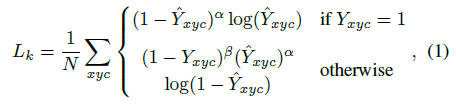 L_k = \frac{1}{N} \sum_{xyc} \begin{cases} (1 - \hat{Y}_{xyc})^{\alpha} \log(\hat{Y}_{xyc}) & \text{if } Y_{xyc} = 1 \\ (1 - Y_{xyc})^{\beta} (\hat{Y}_{xyc})^{\alpha} \log(1 - \hat{Y}_{xyc}) & \text{otherwise} \end{cases}, (1)